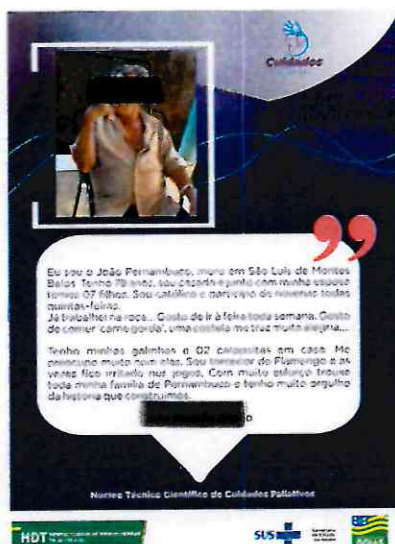 Cuidados
Eu sou o João Pernambuco, moro em São Luís de Montes
Belos. Tenho 78 anos, sou casado e junto com minha esposa
temos 07 filhos. Sou católico e participo de novenas todas
quintas-feiras.
Já trabalhei na roça... Gosto de ir à feira toda semana. Gosto
de comer 'carne gorda', uma costela me traz muita alegria...
Tenho minhas galinhas e 02 calopsitas em casa. Me
preocupo muito com elas. Sou torcedor do Flamengo e às
vezes fico irritado nos jogos. Com muito esforço trouxe
toda minha família de Pernambuco e tenho muito orgulho
da história que construímos.
Núcleo Técnico Científico de Cuidados Paliativos
HDT
SUS